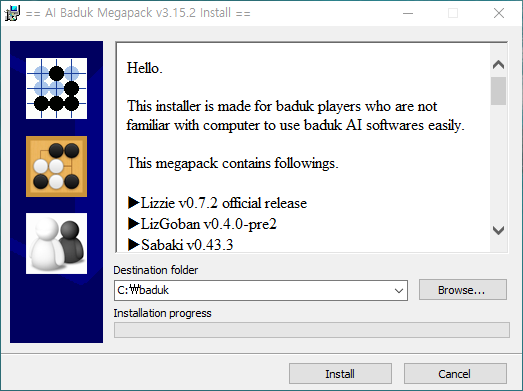 == AI Baduk Megapack v3.15.2 Install ==
Hello.
This installer is made for baduk players who are not
familiar with computer to use baduk AI softwares easily.
This megapack contains followings.
▶Lizzie v0.7.2 official release
▶LizGoban v0.4.0-pre2
▶Sabaki v0.43.3
Destination folder
C:₩baduk
Browse...
Installation progress
Install
Cancel